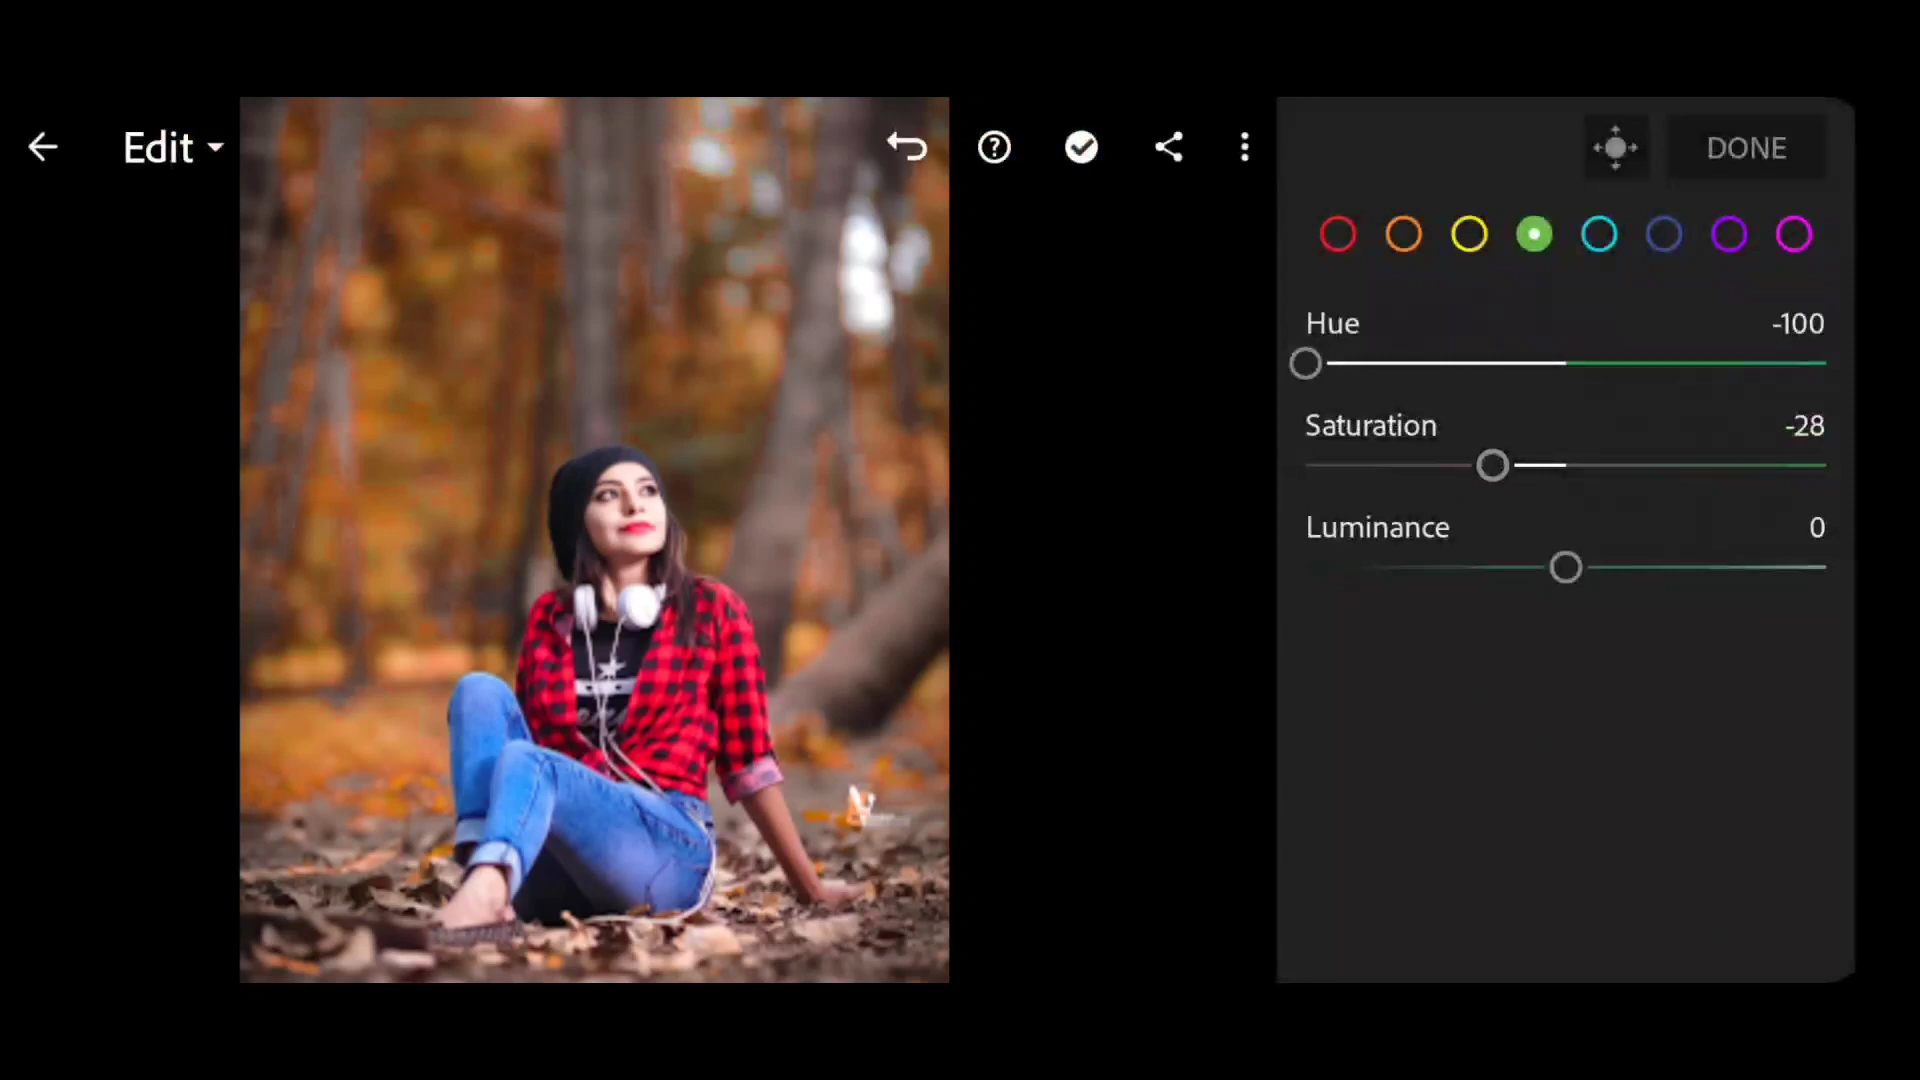 Edit
DONE
Hue -100
Saturation -28
Luminance 0